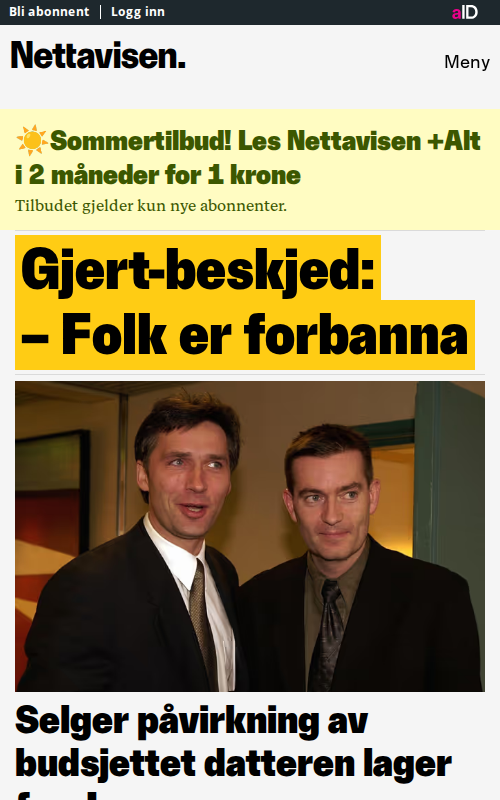 Bli abonnent
Logg inn
aID
Nettavisen.
Meny
☀️Sommertilbud! Les Nettavisen +Alt
i 2 måneder for 1 krone
Tilbudet gjelder kun nye abonnenter.
Gjert-beskjed:
– Folk er forbanna
Selger påvirkning av
budsjettet datteren lager